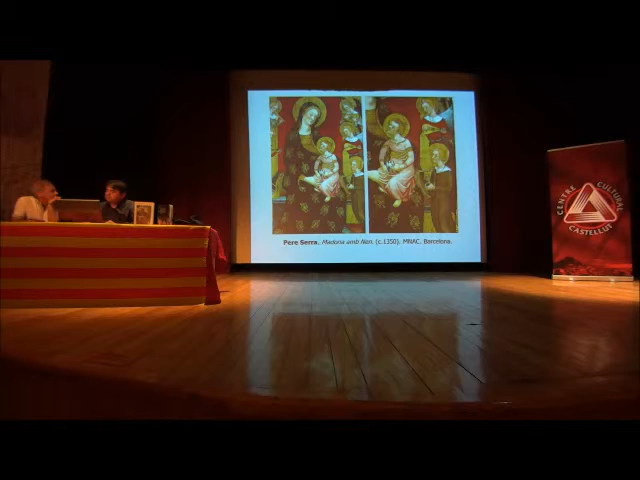 Pere Serra. Madona amb Nen. (c.1350). MNAC. Barcelona.
CENTRE CULTURAL
CASTELLUT